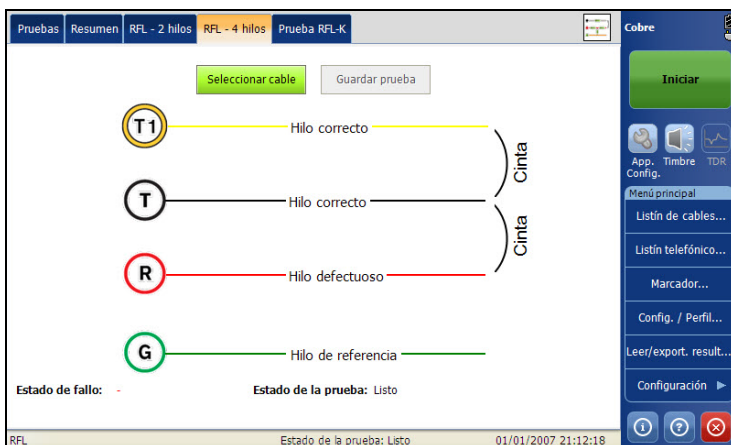 Pruebas Resumen RFL - 2 hilos RFL - 4 hilos Prueba RFL-K
Cobre
Seleccionar cable Guardar prueba
Iniciar
T1 Hilo correcto
Cinta
App. Config. Timbre TDR
Menú principal
T Hilo correcto
Listín de cables...
Cinta
Listín telefónico...
R Hilo defectuoso
Marcador...
Config. / Perfil...
G Hilo de referencia
Leer/export. result...
Estado de fallo: - Estado de la prueba: Listo
Configuración
RFL Estado de la prueba: Listo 01/01/2007 21:12:18